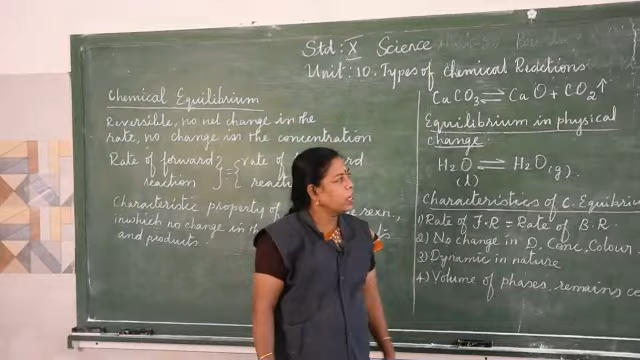 Std: X Science
Unit: 10. Types of Chemical Reactions
Chemical Equilibrium
Reversible, no net change in the
rate, no change in the concentration
Rate of forward reaction } = { rate of
Characteristic property of rexn.,
in which no change in
and products.
CaCO3 ⇌ CaO + CO2 ↑
Equilibrium in physical
change:
H2O (l) ⇌ H2O (g)
Characteristics of C. Equilibriu
1) Rate of F.R = Rate of B.R.
2) No change in D, Conc, Colour
3) Dynamic in nature
4) Volume of phases, remains co